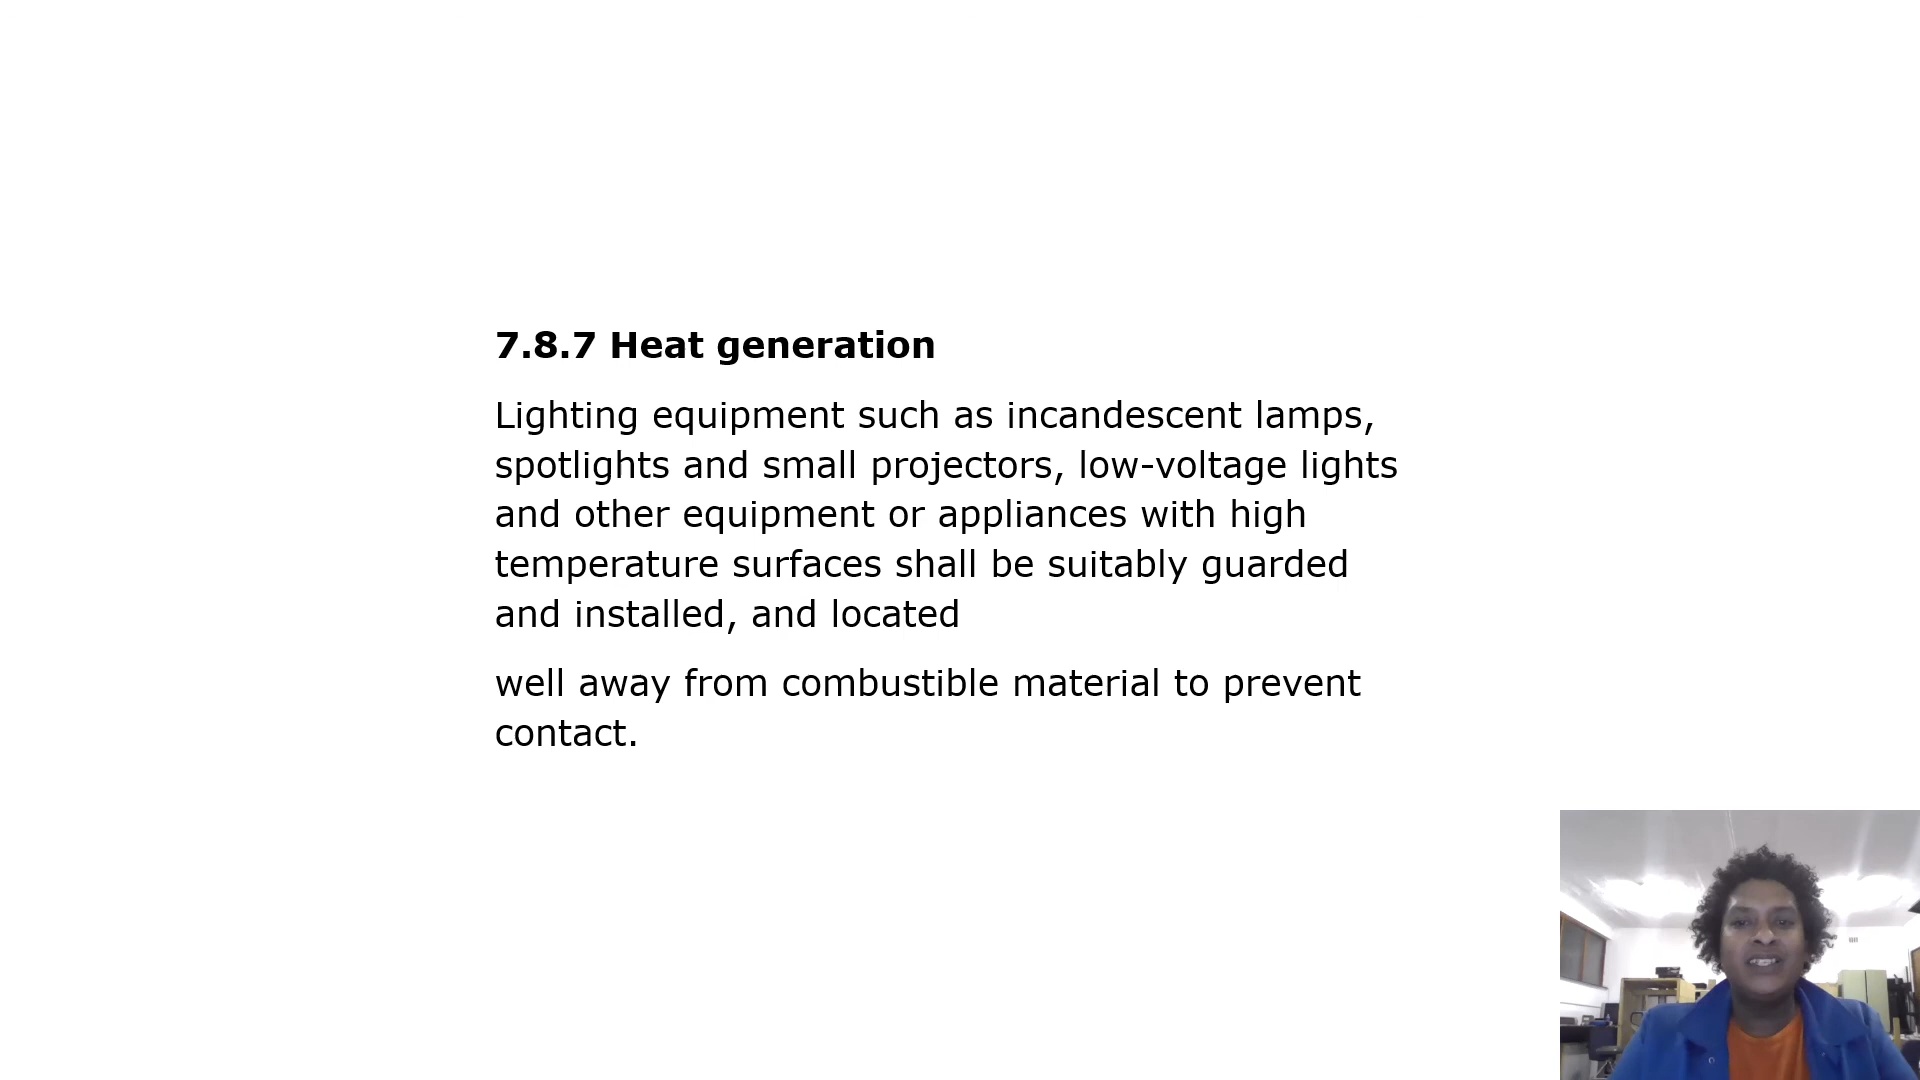 7.8.7 Heat generation
Lighting equipment such as incandescent lamps,
spotlights and small projectors, low-voltage lights
and other equipment or appliances with high
temperature surfaces shall be suitably guarded
and installed, and located
well away from combustible material to prevent
contact.